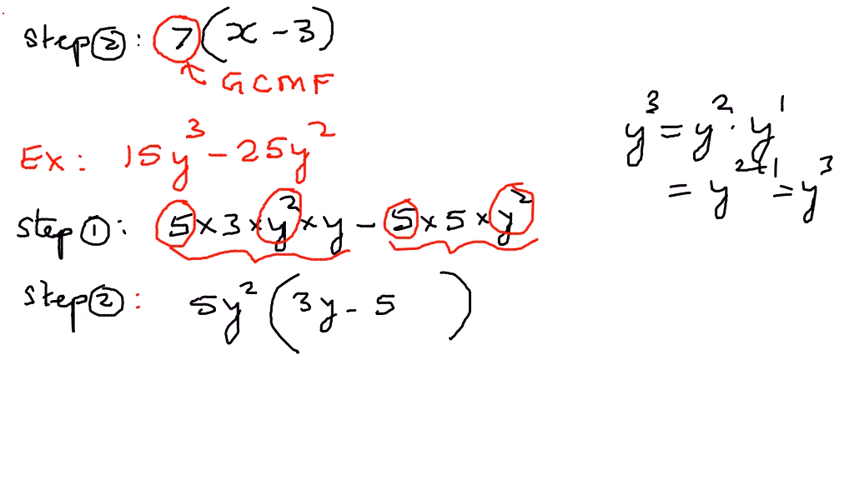 step②: 7(x - 3)
GCMF
Ex: 15y³ - 25y²
step①: 5 × 3 × y² × y - 5 × 5 × y²
step②: 5y²(3y - 5)
y³ = y² · y¹
= y²⁺¹ = y³